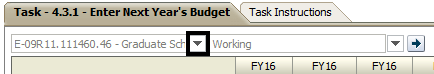 Task - 4.3.1 - Enter Next Year's Budget Task Instructions
E-09R11.111460.46 - Graduate Sch Working
FY16 FY16 FY16